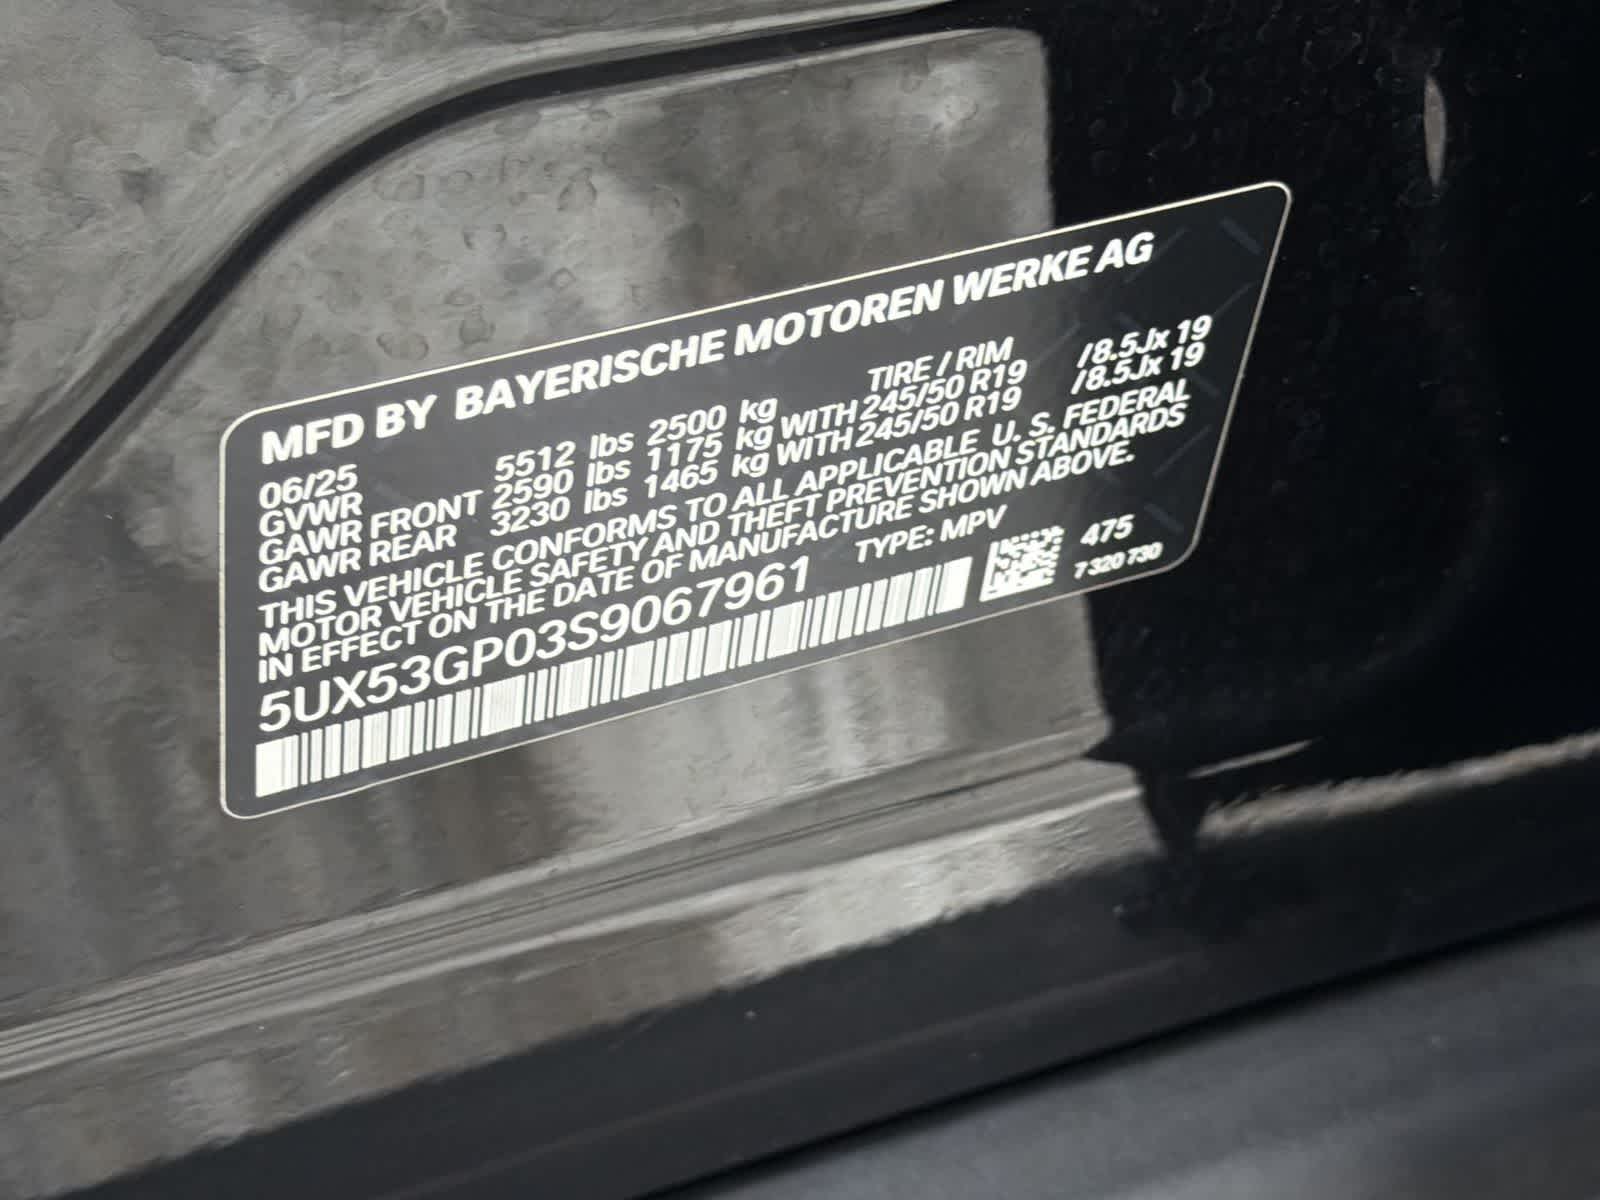 MFD BY BAYERISCHE MOTOREN WERKE AG
06/25 TIRE / RIM
GVWR 5512 lbs 2500 kg
GAWR FRONT 2590 lbs 1175 kg WITH 245/50 R19 /8.5Jx 19
GAWR REAR 3230 lbs 1465 kg WITH 245/50 R19 /8.5Jx 19
THIS VEHICLE CONFORMS TO ALL APPLICABLE U. S. FEDERAL
MOTOR VEHICLE SAFETY AND THEFT PREVENTION STANDARDS
IN EFFECT ON THE DATE OF MANUFACTURE SHOWN ABOVE.
5UX53GP03S9067961 TYPE: MPV
475
7 320 730